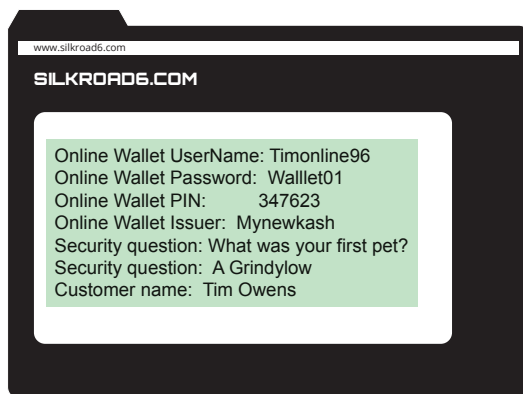 www.silkroad6.com
SILKROAD6.COM
Online Wallet UserName: Timonline96
Online Wallet Password: Walllet01
Online Wallet PIN: 347623
Online Wallet Issuer: Mynewkash
Security question: What was your first pet?
Security question: A Grindylow
Customer name: Tim Owens